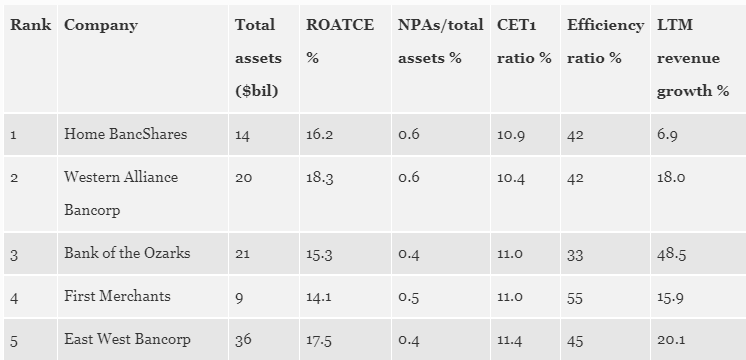 Rank Company Total assets ($bil) ROATCE % NPAs/total assets % CET1 ratio % Efficiency ratio % LTM revenue growth %
1 Home BancShares 14 16.2 0.6 10.9 42 6.9
2 Western Alliance Bancorp 20 18.3 0.6 10.4 42 18.0
3 Bank of the Ozarks 21 15.3 0.4 11.0 33 48.5
4 First Merchants 9 14.1 0.5 11.0 55 15.9
5 East West Bancorp 36 17.5 0.4 11.4 45 20.1